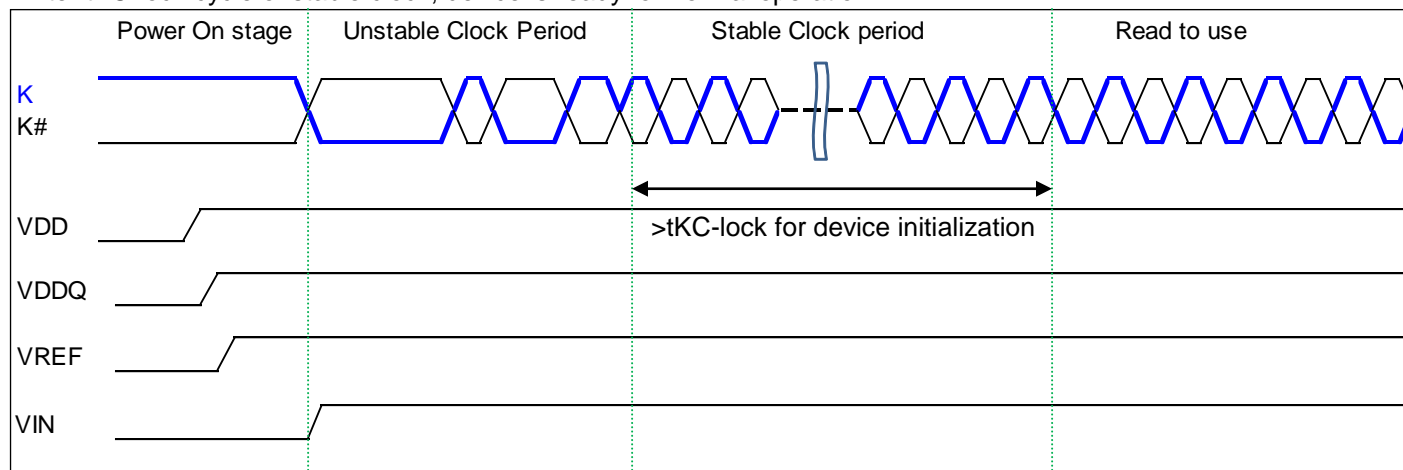 Power On stage
Unstable Clock Period
Stable Clock period
Read to use
K
K#
>tKC-lock for device initialization
VDD
VDDQ
VREF
VIN